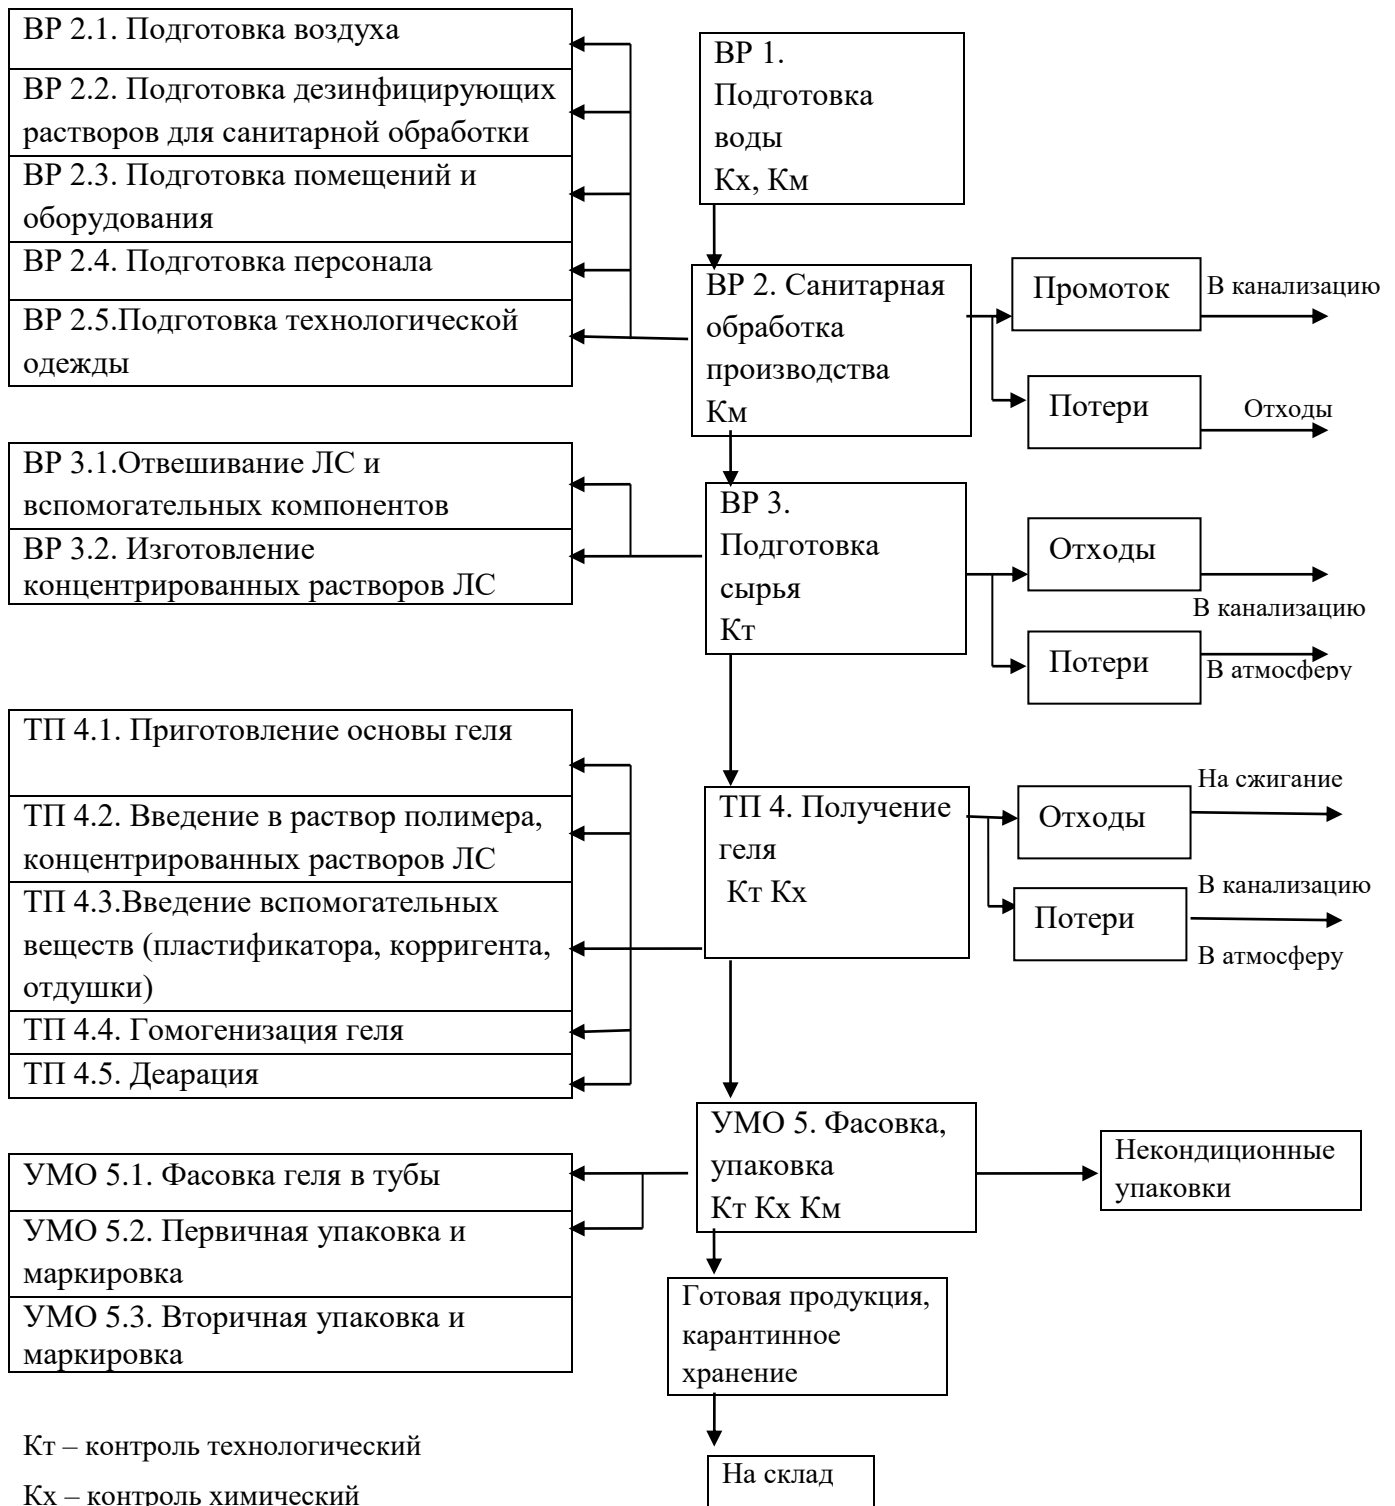 ВР 2.1. Подготовка воздуха
ВР 2.2. Подготовка дезинфицирующих
растворов для санитарной обработки
ВР 2.3. Подготовка помещений и
оборудования
ВР 2.4. Подготовка персонала
ВР 2.5.Подготовка технологической
одежды
ВР 1.
Подготовка
воды
Кх, Км
ВР 2. Санитарная
обработка
производства
Км
Промоток
В канализацию
Потери
Отходы
ВР 3.1.Отвешивание ЛС и
вспомогательных компонентов
ВР 3.2. Изготовление
концентрированных растворов ЛС
ВР 3.
Подготовка
сырья
Кт
Отходы
В канализацию
Потери
В атмосферу
ТП 4.1. Приготовление основы геля
ТП 4.2. Введение в раствор полимера,
концентрированных растворов ЛС
ТП 4.3.Введение вспомогательных
веществ (пластификатора, корригента,
отдушки)
ТП 4.4. Гомогенизация геля
ТП 4.5. Деарация
ТП 4. Получение
геля
Кт Кх
Отходы
На сжигание
Потери
В канализацию
В атмосферу
УМО 5.1. Фасовка геля в тубы
УМО 5.2. Первичная упаковка и
маркировка
УМО 5.3. Вторичная упаковка и
маркировка
УМО 5. Фасовка,
упаковка
Кт Кх Км
Некондиционные
упаковки
Готовая продукция,
карантинное
хранение
На склад
Кт – контроль технологический
Кх – контроль химический